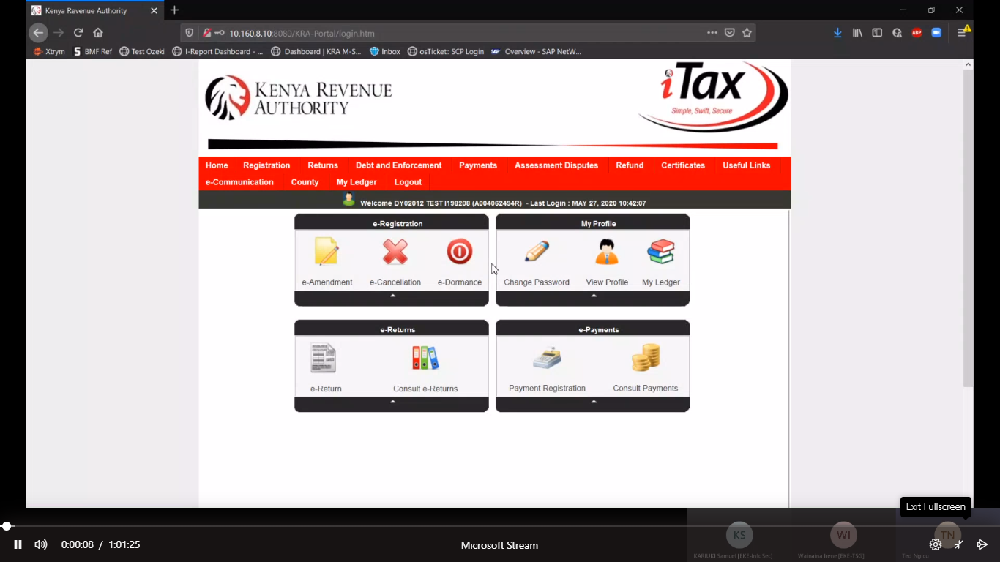 Kenya Revenue Authority
10.160.8.10:8080/KRA-Portal/login.htm
ABP
Xtrym
S BMF Ref
Test Ozeki
I-Report Dashboard - ...
Dashboard | KRA M-S...
Inbox
osTicket:: SCP Login
SAP Overview - SAP NetW...
KENYA REVENUE
AUTHORITY
iTax
Simple, Swift, Secure
Home Registration Returns Debt and Enforcement Payments Assessment Disputes Refund Certificates Useful Links
e-Communication County My Ledger Logout
Welcome DY02012 TEST I198208 (A004062494R) - Last Login : MAY 27, 2020 10:42:07
e-Registration
e-Amendment e-Cancellation e-Dormance
My Profile
Change Password View Profile My Ledger
e-Returns
e-Return Consult e-Returns
e-Payments
Payment Registration Consult Payments
Exit Fullscreen
KS
WI
TN
KARIUKI Samuel [EKE-InfoSec]
Wainaina Irene [EKE-TSG]
Ted Ngicu
0:00:08 / 1:01:25
Microsoft Stream